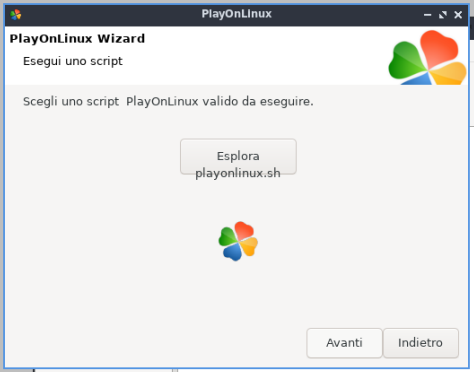 PlayOnLinux
PlayOnLinux Wizard
Esegui uno script
Scegli uno script  PlayOnLinux valido da eseguire.
Esplora
playonlinux.sh
Avanti
Indietro